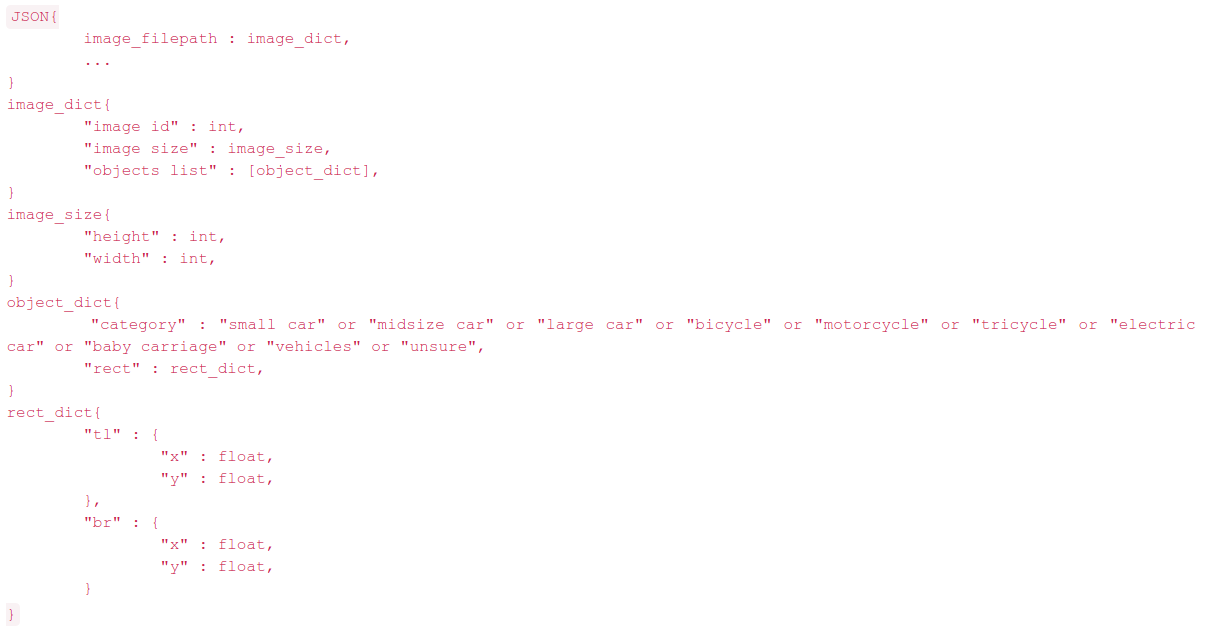 JSON{
image_filepath : image_dict,
...
}
image_dict{
"image id" : int,
"image size" : image_size,
"objects list" : [object_dict],
}
image_size{
"height" : int,
"width" : int,
}
object_dict{
"category" : "small car" or "midsize car" or "large car" or "bicycle" or "motorcycle" or "tricycle" or "electric
car" or "baby carriage" or "vehicles" or "unsure",
"rect" : rect_dict,
}
rect_dict{
"tl" : {
"x" : float,
"y" : float,
},
"br" : {
"x" : float,
"y" : float,
}
}